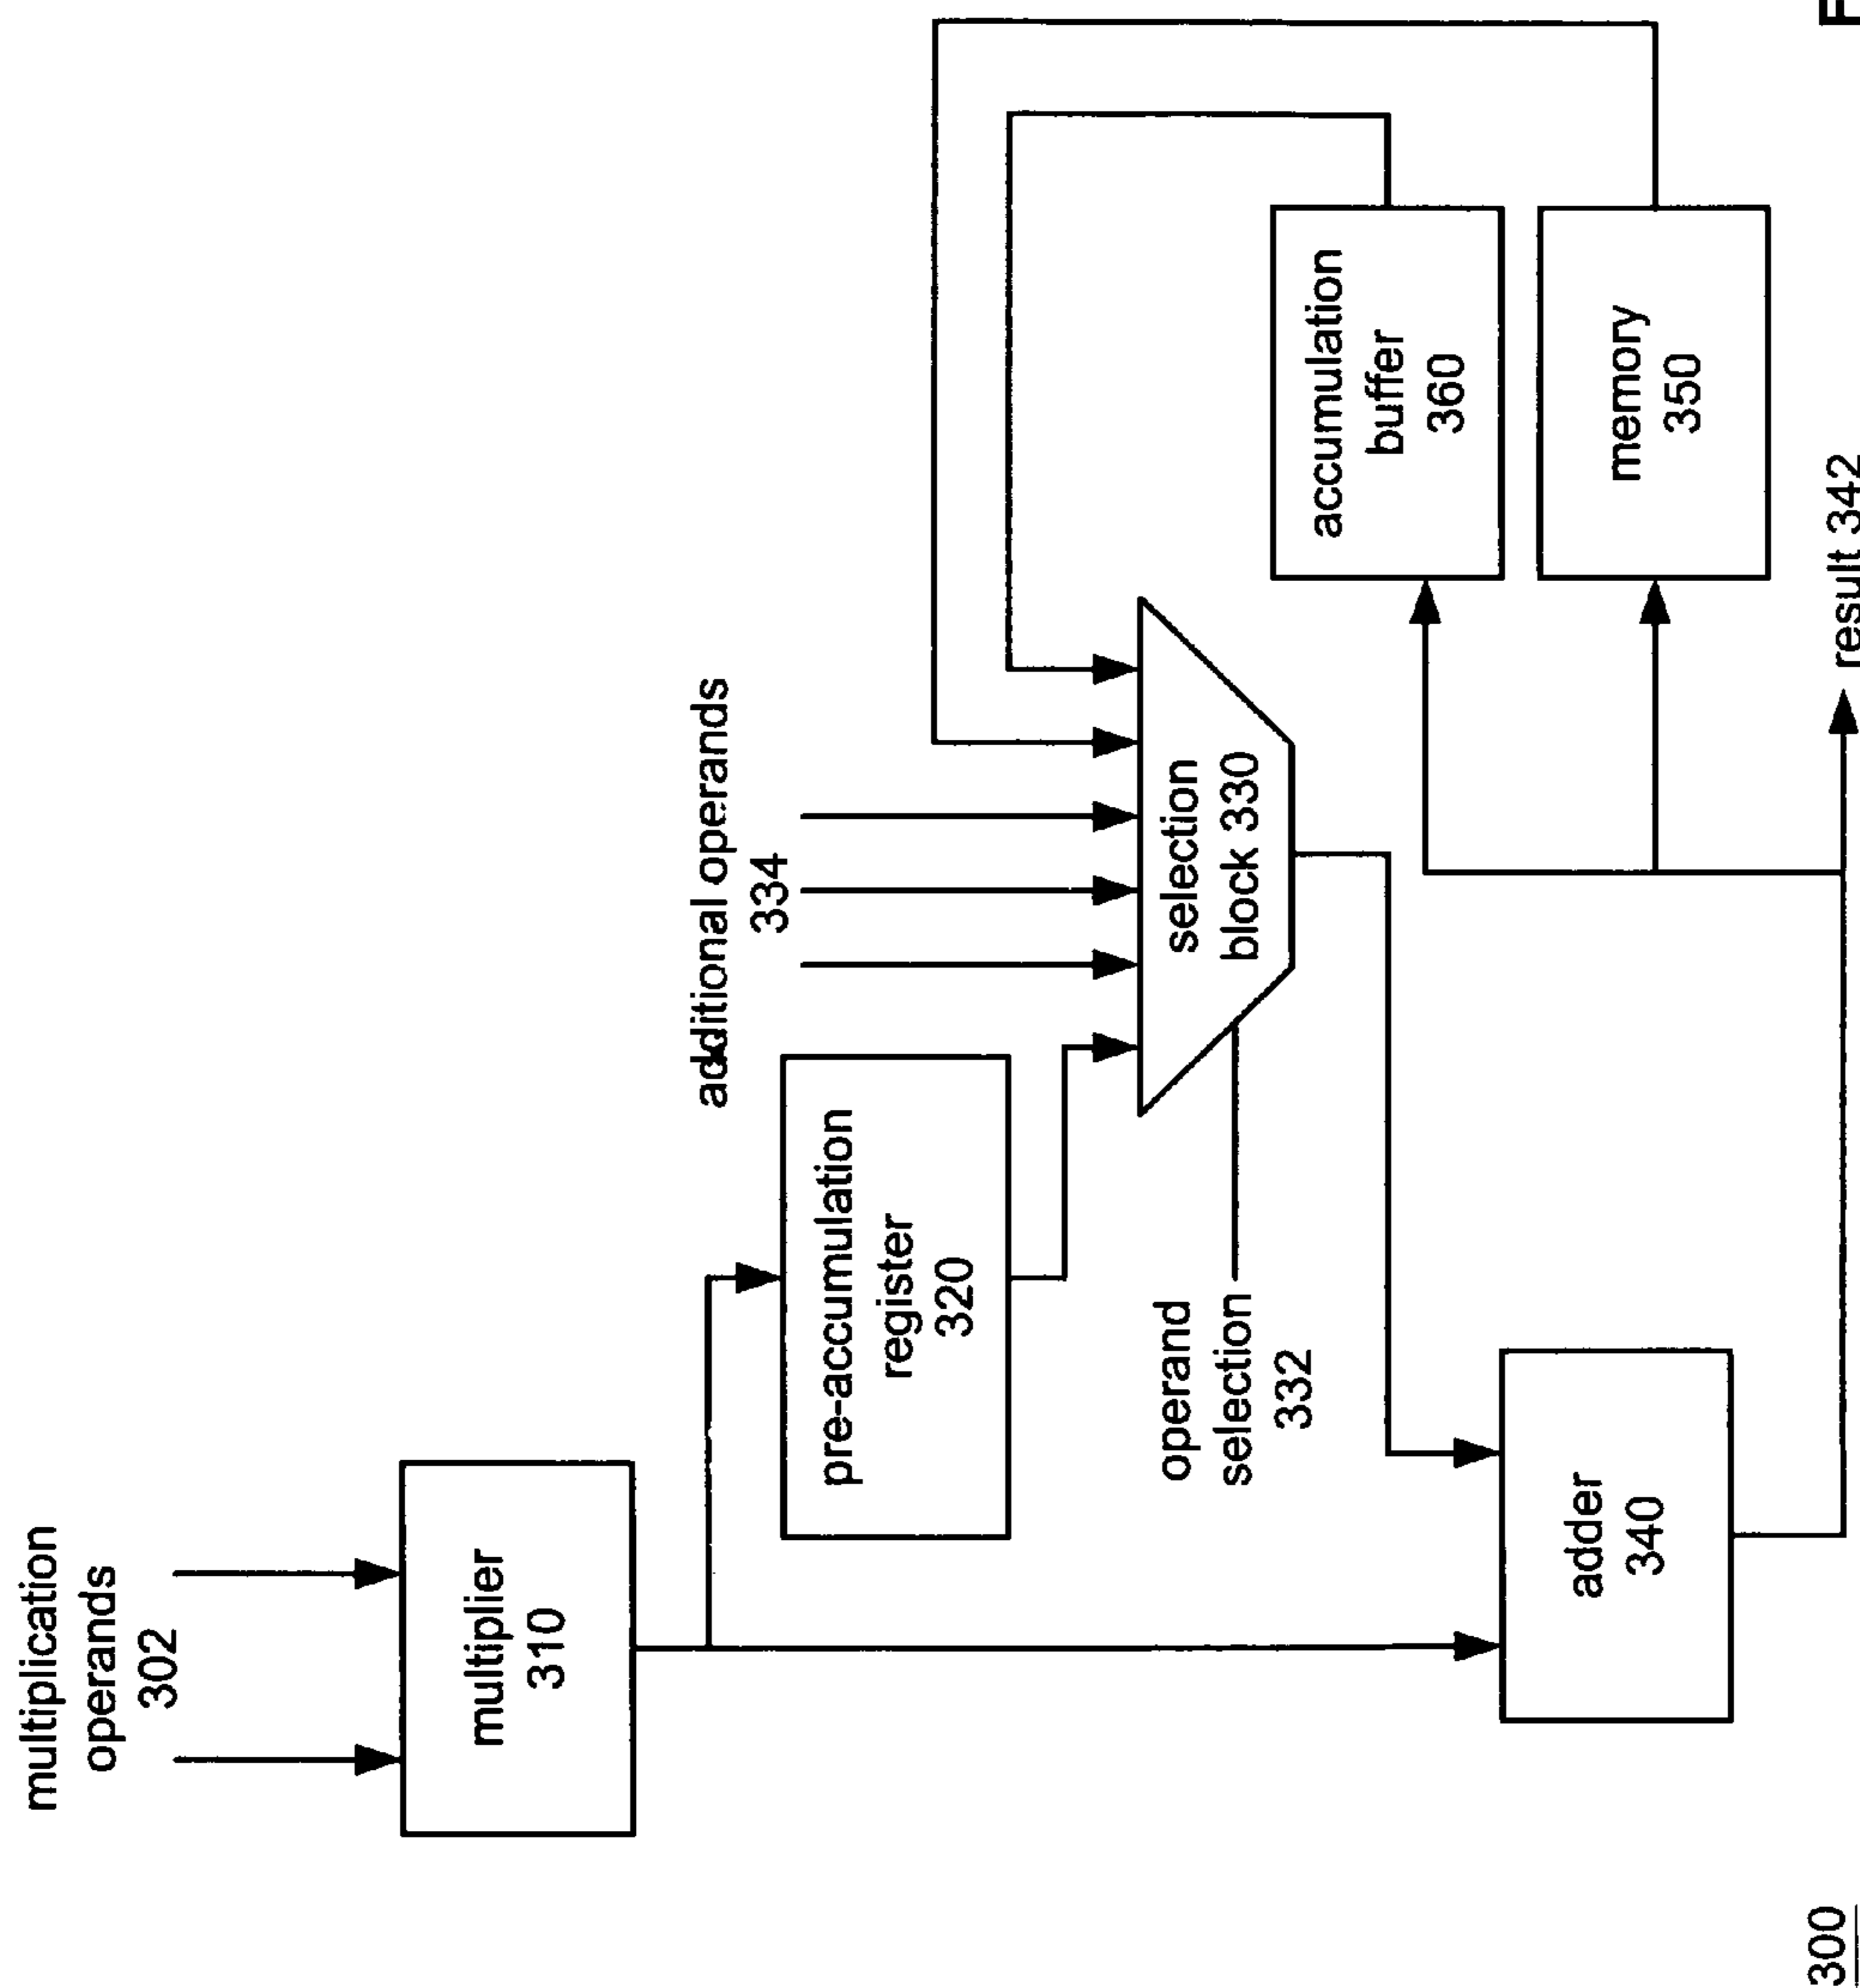 multiplication
operands
302
multiplier
310
additional operands
334
pre-accumulation
register
320
operand
selection
332
selection
block 330
accumulation
buffer
360
memory
350
adder
340
result 342
300